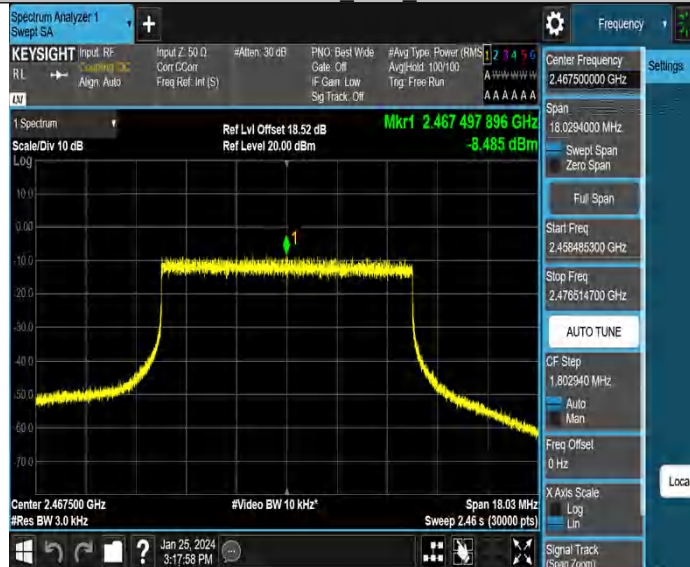 Spectrum Analyzer 1
Swept SA
+
Frequency
KEYSIGHT
Input: RF
Input Z: 50 Ω
#Atten: 30 dB
PNO: Best Wide
#Avg Type: Power (RMS
1 2 3 4 5 6
RL
Coupling: DC
Corr CCorr
Gate: Off
Avg|Hold: 100/100
A W W W W W
Align: Auto
Freq Ref: Int (S)
IF Gain: Low
Trig: Free Run
Sig Track: Off
A A A A A A
LXI
1 Spectrum
Ref Lvl Offset 18.52 dB
Mkr1 2.467 497 896 GHz
Scale/Div 10 dB
Ref Level 20.00 dBm
-8.485 dBm
Log
10.0
0.00
-10.0
-20.0
-30.0
-40.0
-50.0
-60.0
-70.0
1
Center 2.467500 GHz
#Video BW 10 kHz*
Span 18.03 MHz
#Res BW 3.0 kHz
Sweep 2.46 s (30000 pts)
?
Jan 25, 2024
3:17:58 PM
Center Frequency
2.467500000 GHz
Settings
Span
18.0294000 MHz
Swept Span
Zero Span
Full Span
Start Freq
2.458485300 GHz
Stop Freq
2.476514700 GHz
AUTO TUNE
CF Step
1.802940 MHz
Auto
Man
Freq Offset
0 Hz
Loca
X Axis Scale
Log
Lin
Signal Track
(Span Zoom)